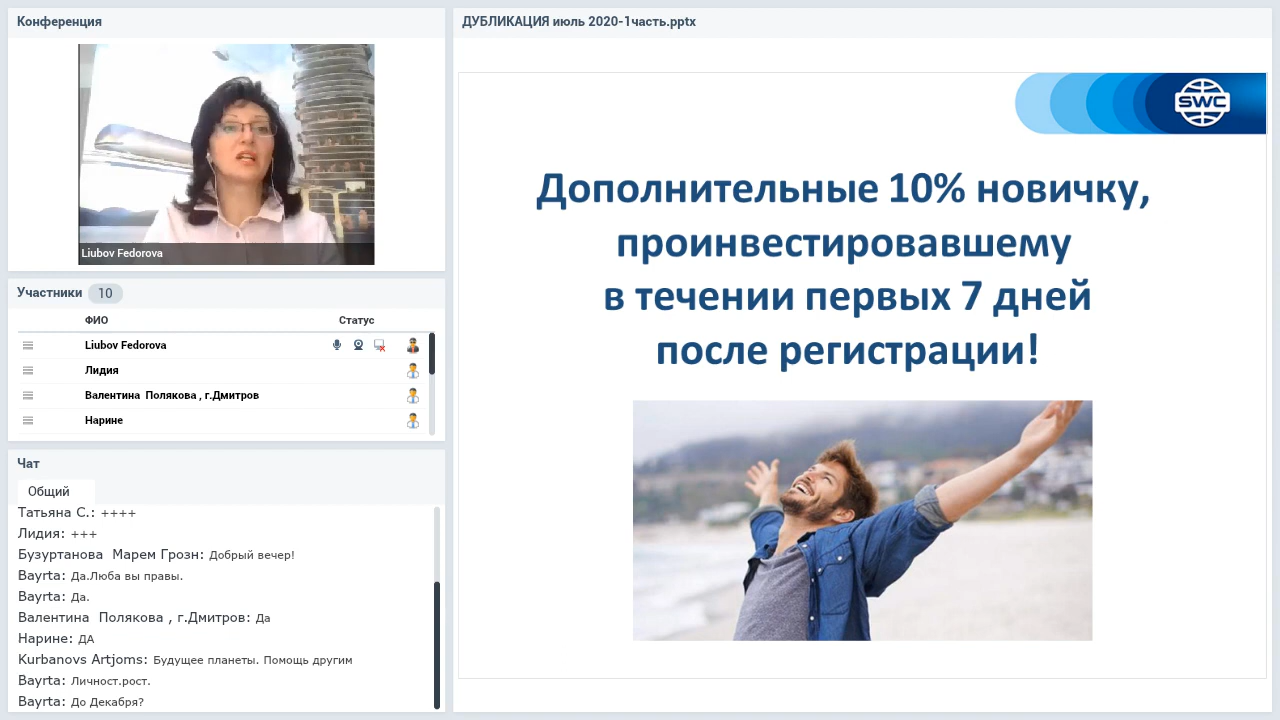 Конференция
Liubov Fedorova
Участники 10
ФИО Статус
Liubov Fedorova
Лидия
Валентина Полякова , г.Дмитров
Нарине
Чат
Общий
Татьяна С.: ++++
Лидия: +++
Бузуртанова Марем Грозн: Добрый вечер!
Bayrta: Да.Люба вы правы.
Bayrta: Да.
Валентина Полякова , г.Дмитров: Да
Нарине: ДА
Kurbanovs Artjoms: Будущее планеты. Помощь другим
Bayrta: Личност.рост.
Bayrta: До Декабря?
ДУБЛИКАЦИЯ июль 2020-1часть.pptx
SWC
Дополнительные 10% новичку,
проинвестировавшему
в течении первых 7 дней
после регистрации!